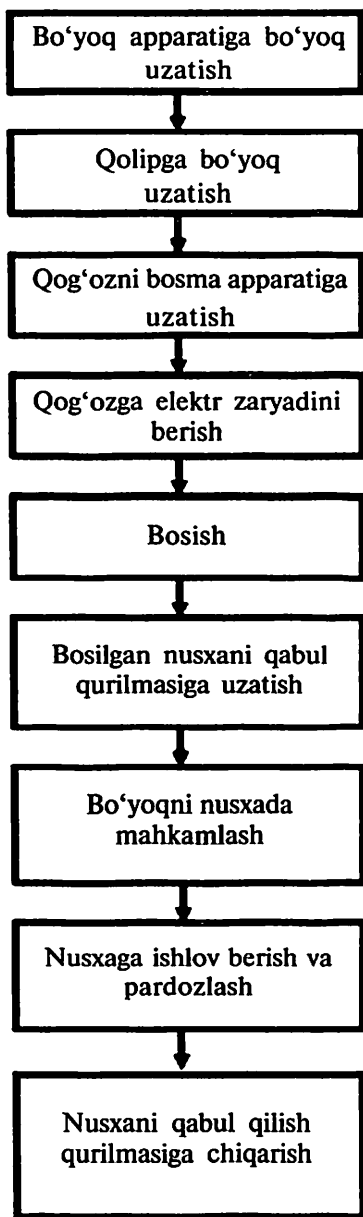 Bo‘yoq apparatiga bo‘yoq
uzatish
Qolipga bo‘yoq
uzatish
Qog‘ozni bosma apparatiga
uzatish
Qog‘ozga elektr zaryadini
berish
Bosish
Bosilgan nusxani qabul
qurilmasiga uzatish
Bo‘yoqni nusxada
mahkamlash
Nusxaga ishlov berish va
pardozlash
Nusxani qabul qilish
qurilmasiga chiqarish